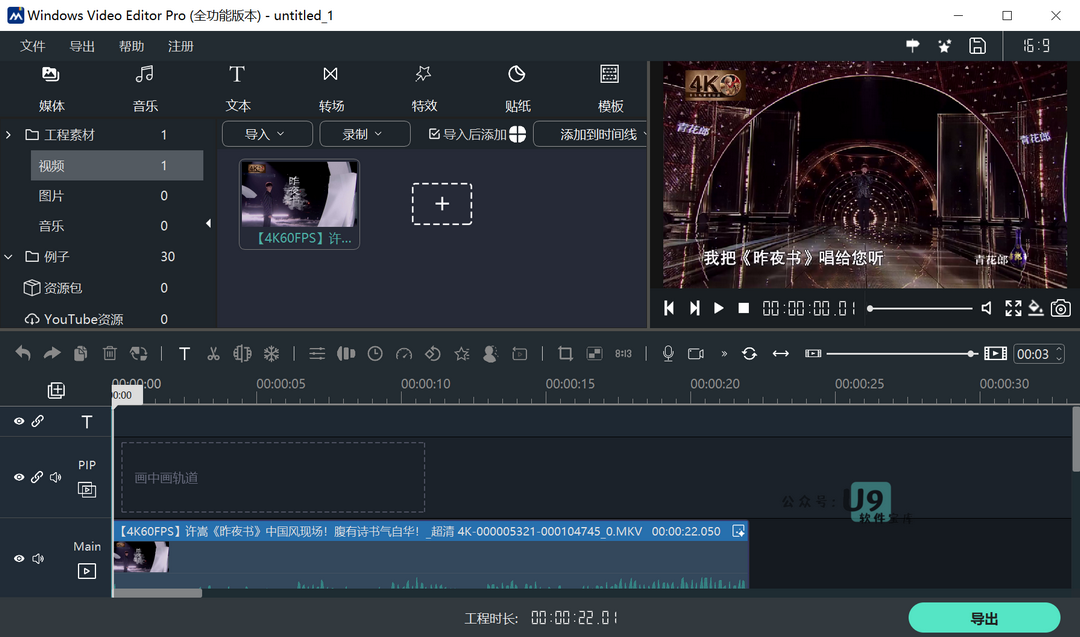 Windows Video Editor Pro (全功能版本) - untitled_1
文件 导出 帮助 注册 16:9
媒体 音乐 文本 转场 特效 贴纸 模板
工程素材 1
视频 1
图片 0
音乐 0
例子 30
资源包 0
YouTube资源 0
导入 录制 导入后添加 添加到时间线
4K
昨夜书
【4K60FPS】许...
4K
青花郎
青花郎
我把《昨夜书》唱给您听
青花郎
00:00:00.01
T 8:13 00:03
00:00:00 00:00:05 00:00:10 00:00:15 00:00:20 00:00:25 00:00:30
0:00
T
PIP
画中画轨道
公众号:
U9
软件宝库
Main
【4K60FPS】许嵩《昨夜书》中国风现场！腹有诗书气自华！_超清 4K-000005321-000104745_0.MKV 00:00:22.050
工程时长: 00:00:22.01
导出